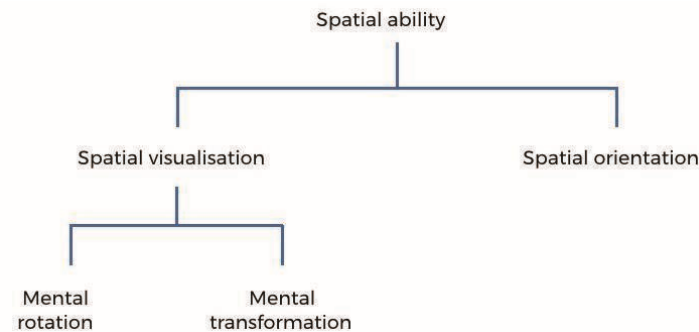 Spatial ability
Spatial visualisation
Spatial orientation
Mental
rotation
Mental
transformation